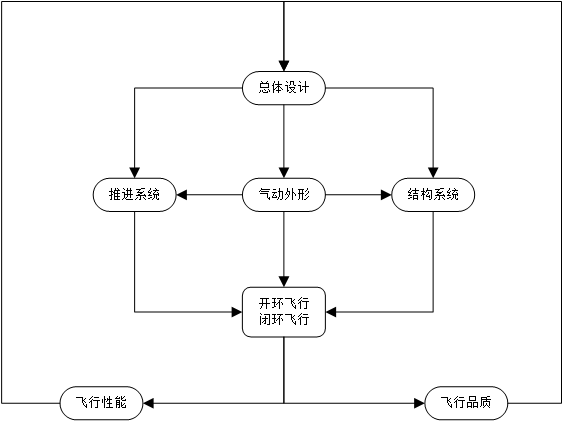 总体设计
推进系统
气动外形
结构系统
开环飞行
闭环飞行
飞行性能
飞行品质